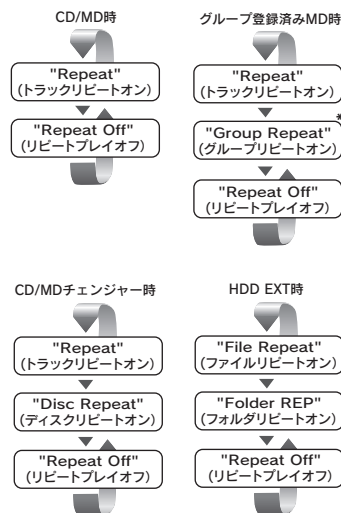 CD/MD時
"Repeat"
(トラックリピートオン)
"Repeat Off"
(リピートプレイオフ)
グループ登録済みMD時
"Repeat"
(トラックリピートオン)
*
"Group Repeat"
(グループリピートオン)
"Repeat Off"
(リピートプレイオフ)
CD/MDチェンジャー時
"Repeat"
(トラックリピートオン)
"Disc Repeat"
(ディスクリピートオン)
"Repeat Off"
(リピートプレイオフ)
HDD EXT時
"File Repeat"
(ファイルリピートオン)
"Folder REP"
(フォルダリピートオン)
"Repeat Off"
(リピートプレイオフ)